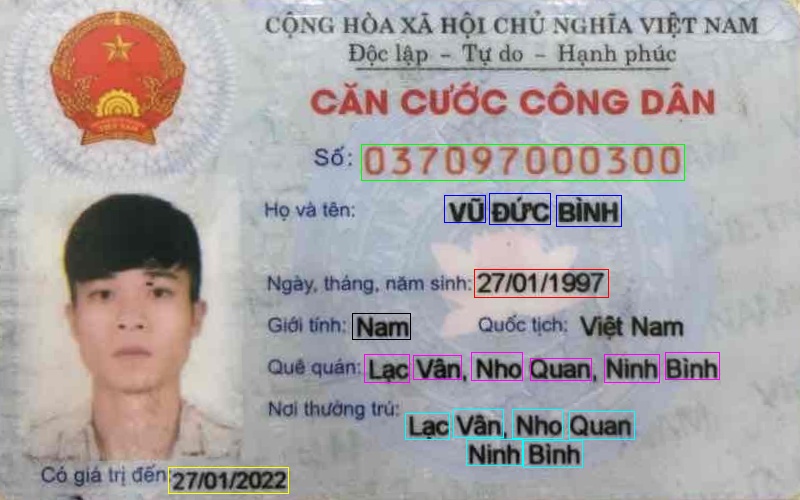 CỘNG HÒA XÃ HỘI CHỦ NGHĨA VIỆT NAM
Độc lập - Tự do - Hạnh phúc
CĂN CƯỚC CÔNG DÂN
Số: 037097000300
Họ và tên: VŨ ĐỨC BÌNH
Ngày, tháng, năm sinh: 27/01/1997
Giới tính: Nam Quốc tịch: Việt Nam
Quê quán: Lạc Vân, Nho Quan, Ninh Bình
Nơi thường trú:
Lạc Vân, Nho Quan
Ninh Bình
Có giá trị đến 27/01/2022